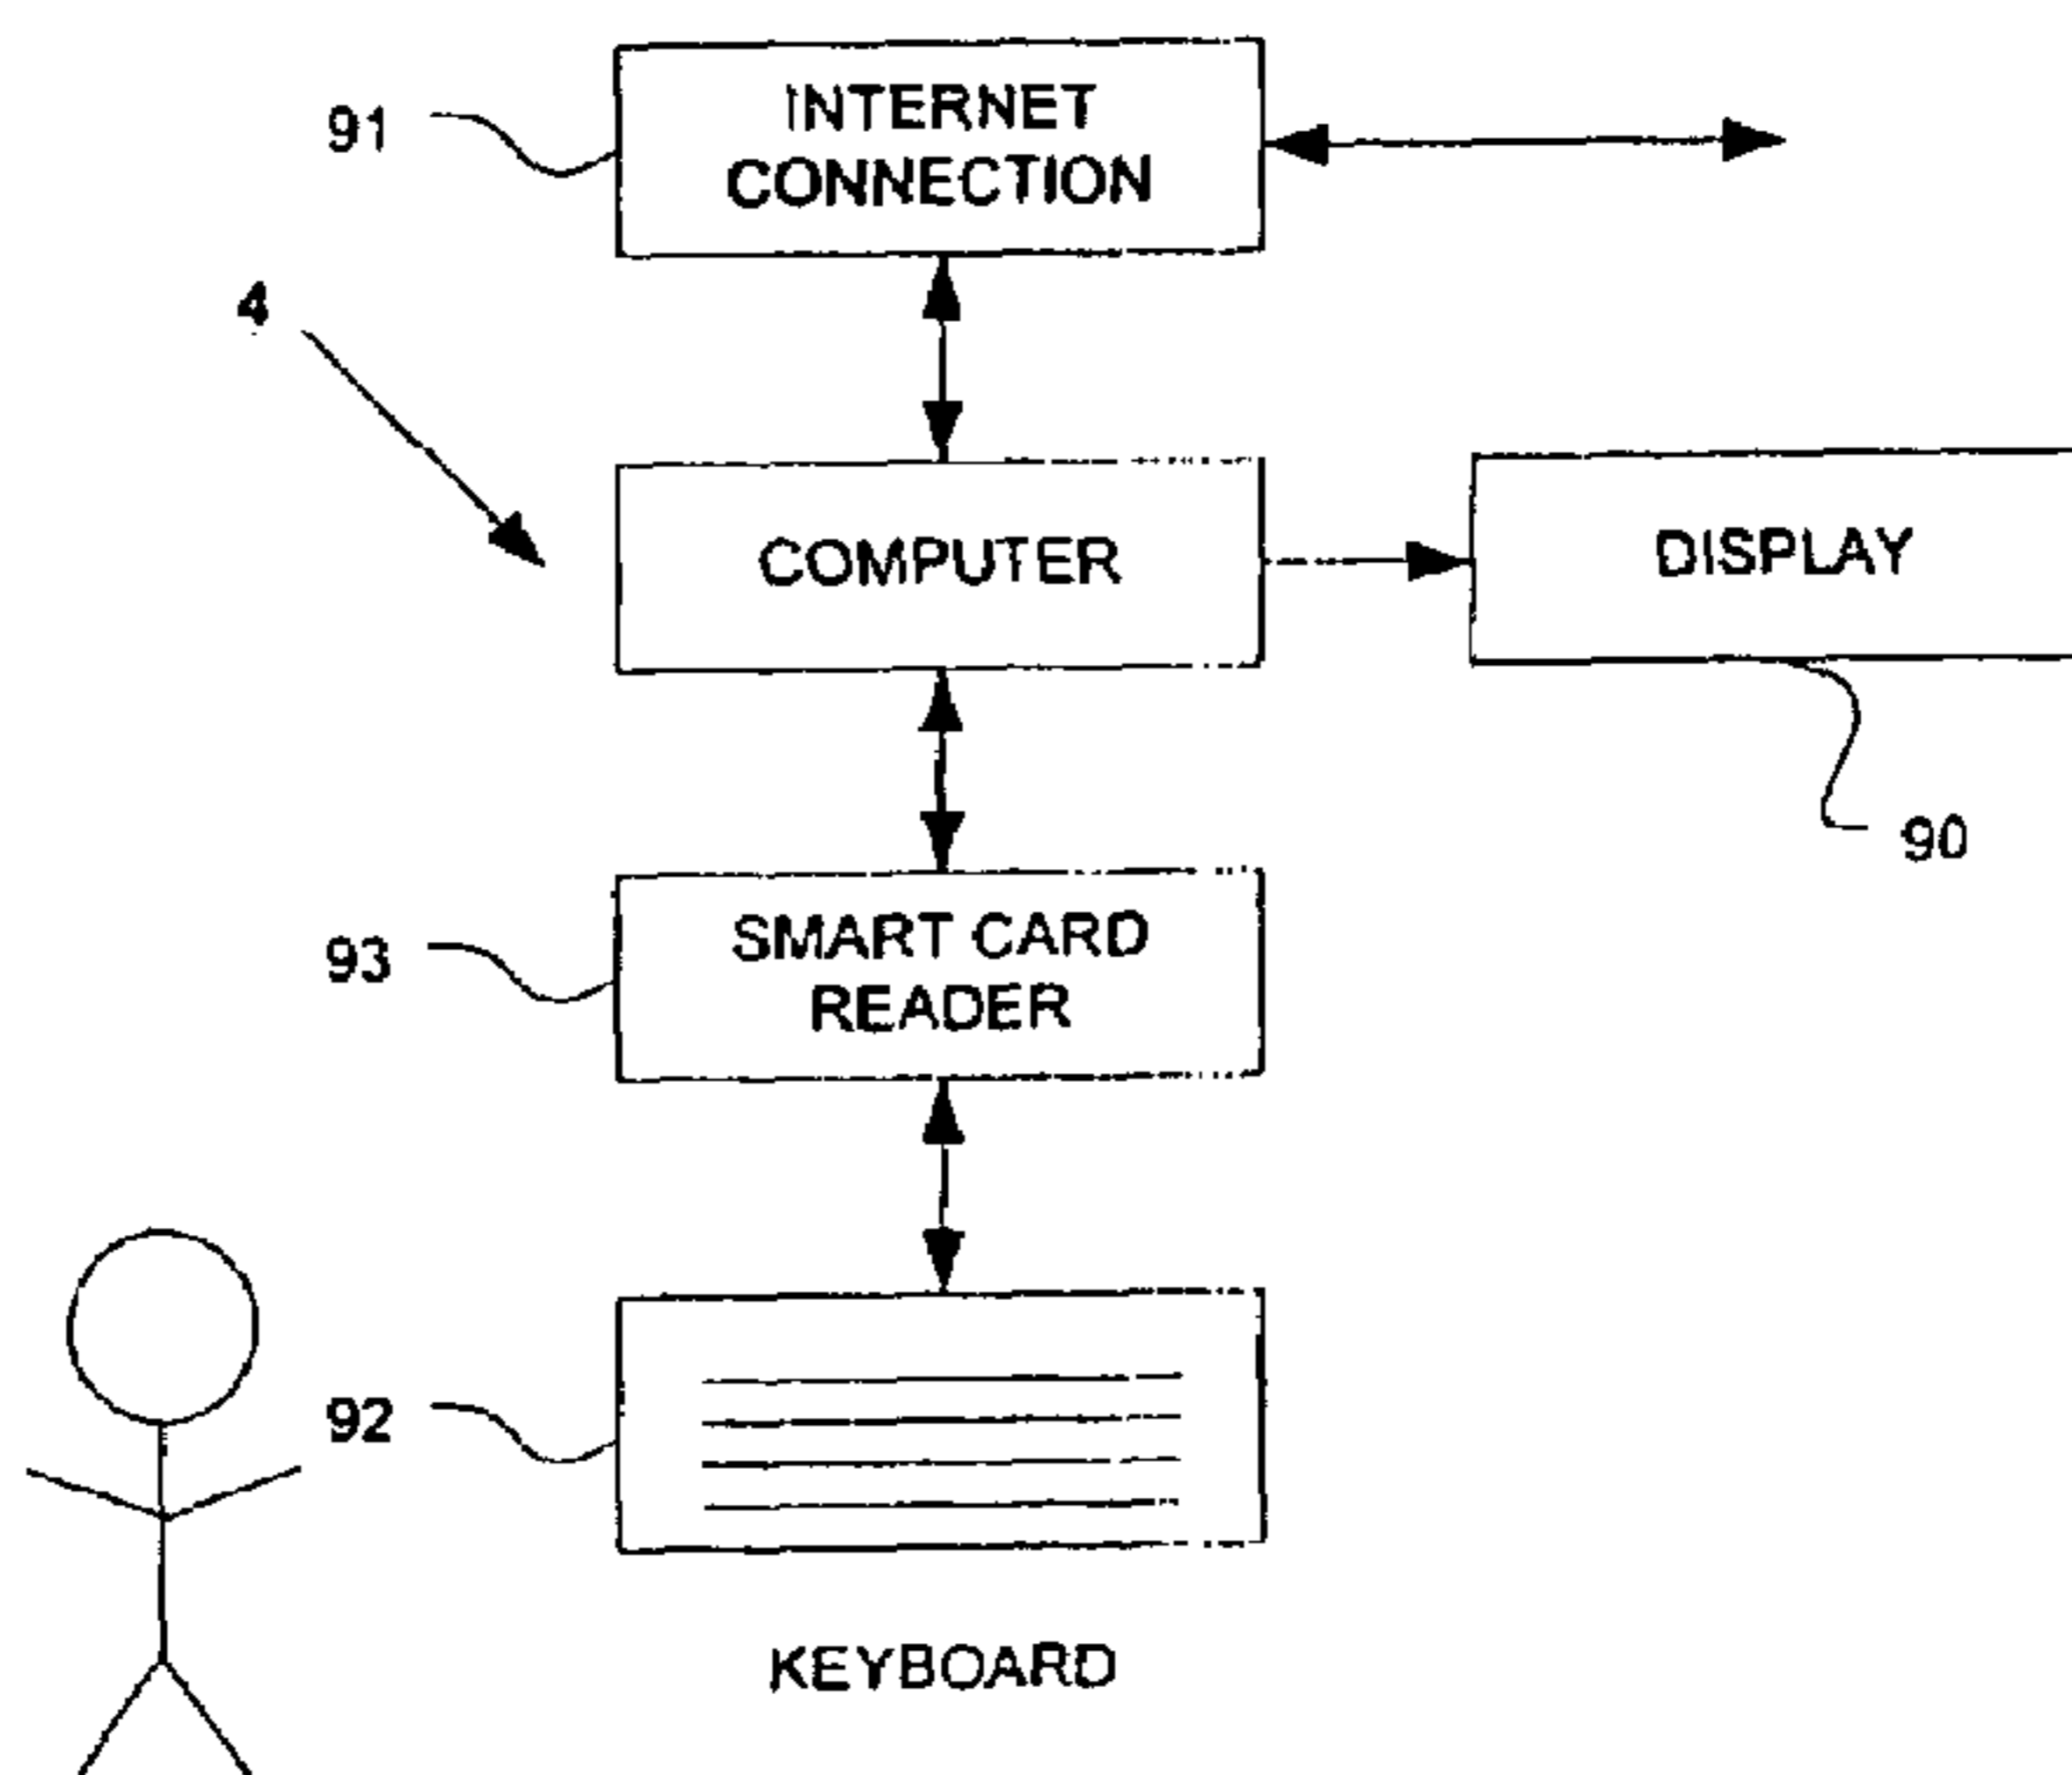 INTERNET
CONNECTION
91
4
COMPUTER
DISPLAY
90
SMART CARD
READER
93
92
KEYBOARD